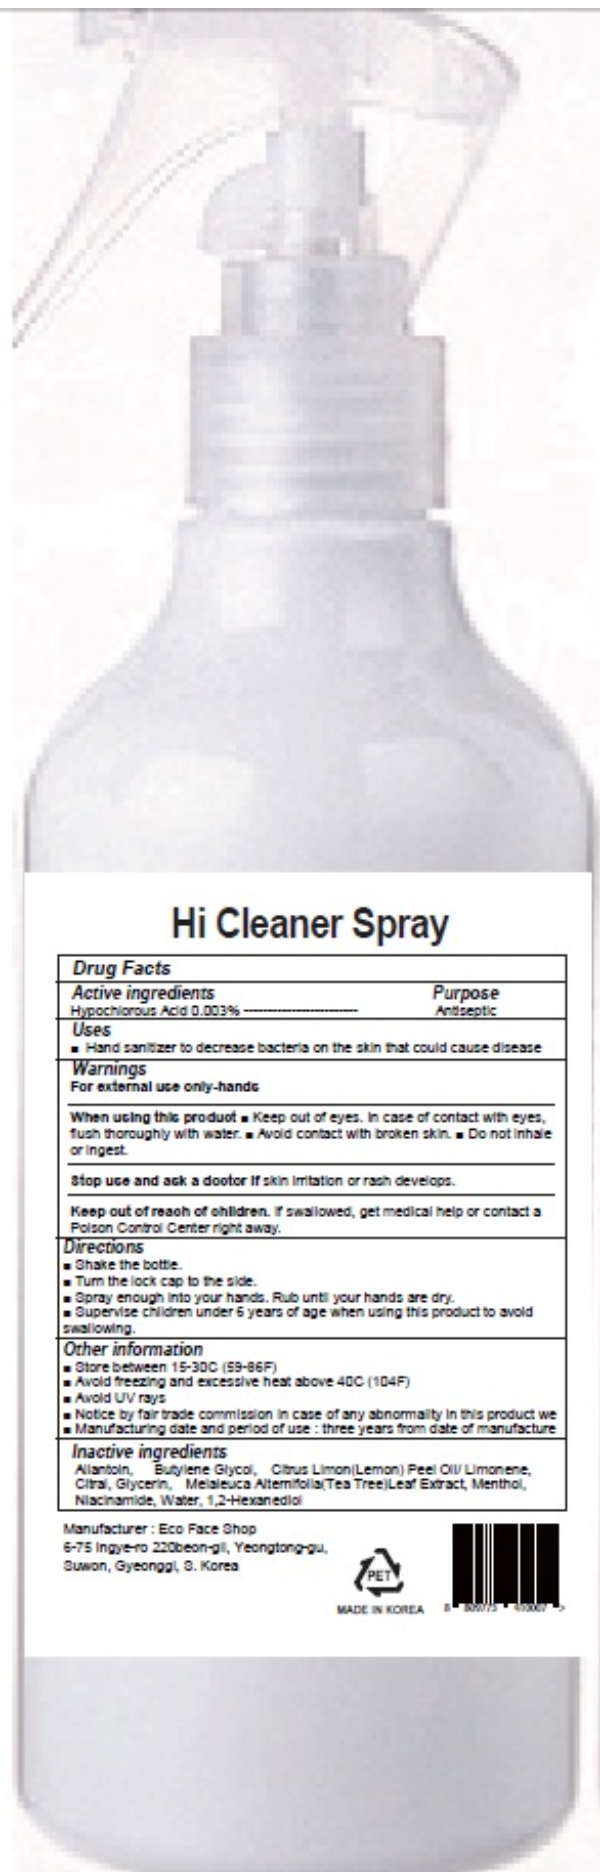 Hi Cleaner Spray
Drug Facts
Active ingredients Purpose
Hypochlorous Acid 0.003% ------------------------- Antiseptic
Uses
■ Hand sanitizer to decrease bacteria on the skin that could cause disease
Warnings
For external use only-hands
When using this product ■ Keep out of eyes. In case of contact with eyes,
flush thoroughly with water. ■ Avoid contact with broken skin. ■ Do not inhale
or ingest.
Stop use and ask a doctor if skin irritation or rash develops.
Keep out of reach of children. If swallowed, get medical help or contact a
Poison Control Center right away.
Directions
■ Shake the bottle.
■ Turn the lock cap to the side.
■ Spray enough into your hands. Rub until your hands are dry.
■ Supervise children under 6 years of age when using this product to avoid
swallowing.
Other information
■ Store between 15-30C (59-86F)
■ Avoid freezing and excessive heat above 40C (104F)
■ Avoid UV rays
■ Notice by fair trade commission in case of any abnormality in this product we
■ Manufacturing date and period of use : three years from date of manufacture
Inactive ingredients
Allantoin, Butylene Glycol, Citrus Limon(Lemon) Peel Oil/ Limonene,
Citral, Glycerin, Melaleuca Alternifolia(Tea Tree)Leaf Extract, Menthol,
Niacinamide, Water, 1,2-Hexanediol
Manufacturer : Eco Face Shop
6-75 Ingye-ro 220beon-gil, Yeongtong-gu,
Suwon, Gyeonggi, S. Korea
PET
MADE IN KOREA